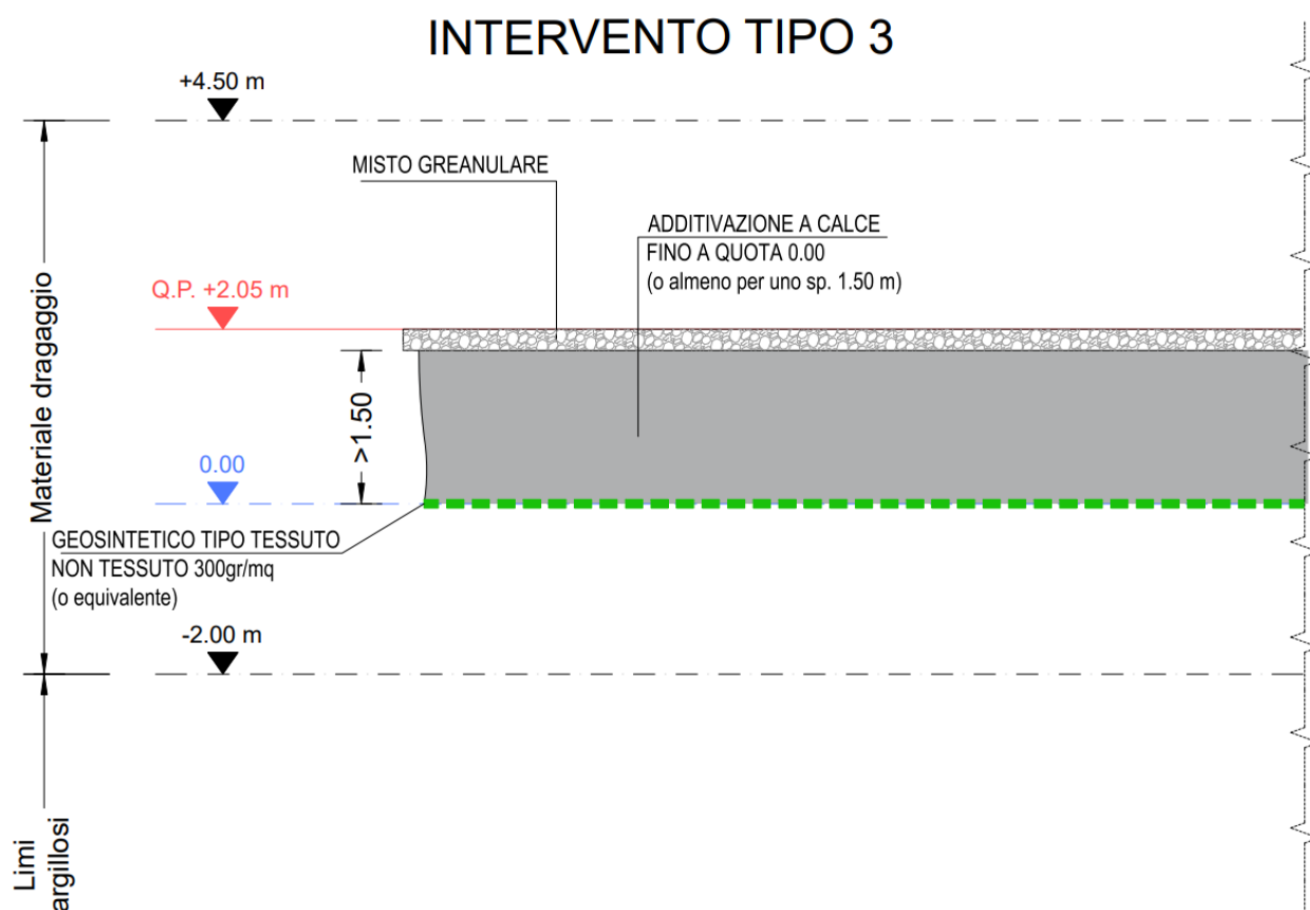 INTERVENTO TIPO 3
+4.50 m
MISTO GREANULARE
ADDITIVAZIONE A CALCE
FINO A QUOTA 0.00
(o almeno per uno sp. 1.50 m)
Q.P. +2.05 m
Materiale dragaggio
>1.50
0.00
GEOSINTETICO TIPO TESSUTO
NON TESSUTO 300gr/mq
(o equivalente)
-2.00 m
Limi
argillosi